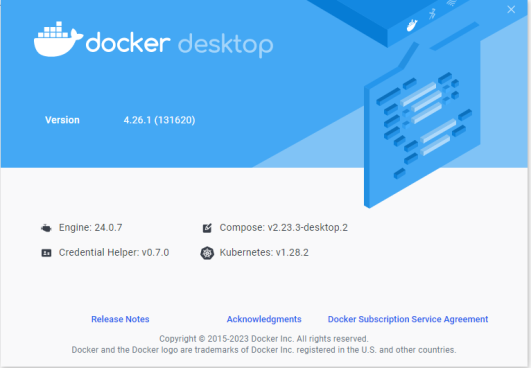 docker desktop
Version 4.26.1 (131620)
Engine: 24.0.7 Compose: v2.23.3-desktop.2
Credential Helper: v0.7.0 Kubernetes: v1.28.2
Release Notes Acknowledgments Docker Subscription Service Agreement
Copyright © 2015-2023 Docker Inc. All rights reserved.
Docker and the Docker logo are trademarks of Docker Inc. registered in the U.S. and other countries.